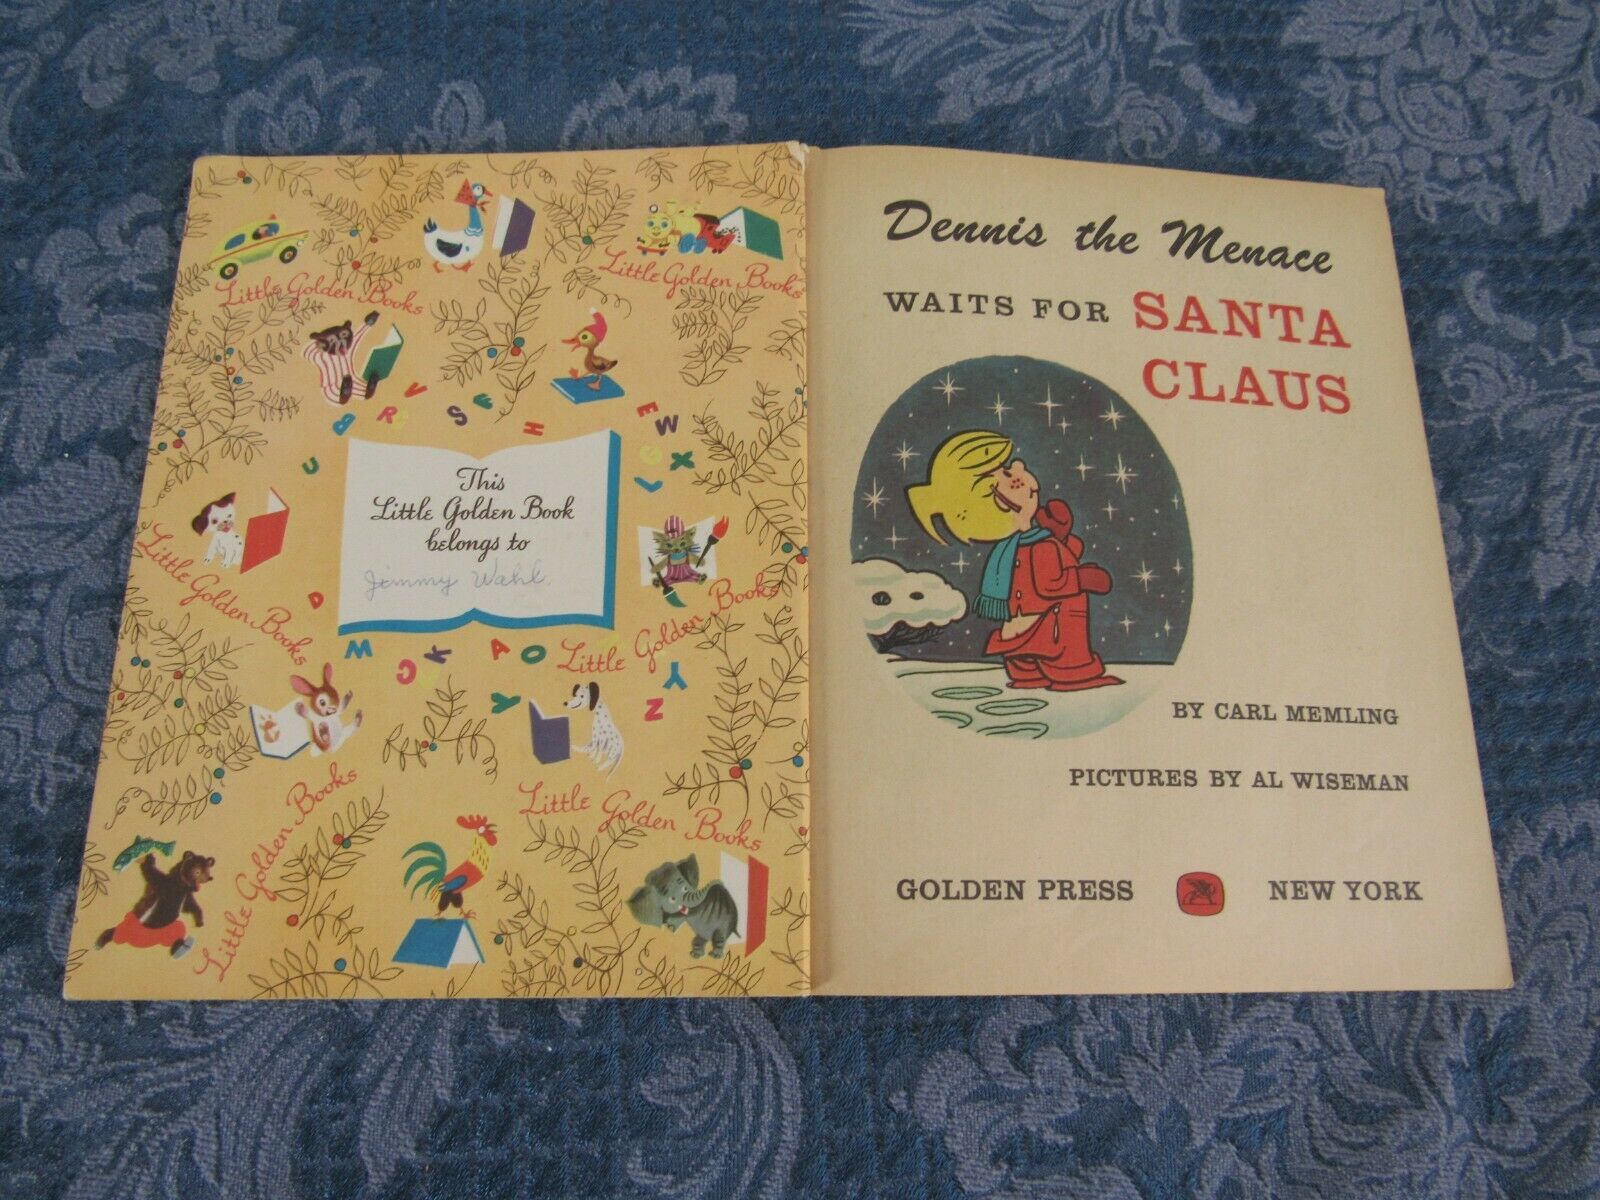 Little Golden Books
Little Golden Books
B R V S F H E M G X L
U
This
Little Golden Book
belongs to
Jimmy Wahl
Little Golden Books
D
Little Golden Books
W C K A O Y Z
Y
Little Golden Books
Little Golden Books
Dennis the Menace
WAITS FOR SANTA
CLAUS
BY CARL MEMLING
PICTURES BY AL WISEMAN
GOLDEN PRESS NEW YORK